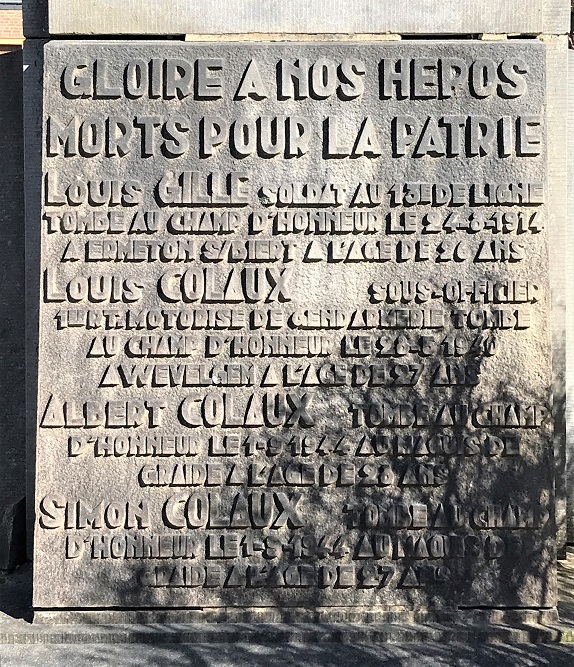 GLOIRE A NOS HEROS
MORTS POUR LA PATRIE
LOUIS GILLE SOLDAT AU 13E DE LIGNE
TOMBE AU CHAMP D'HONNEUR LE 24-8-1914
A ERMETON S/BIERT A L'AGE DE 26 ANS
LOUIS COLAUX SOUS-OFFICIER
1ER RT. MOTORISE DE GENDARMERIE TOMBE
AU CHAMP D'HONNEUR LE 26-5-1940
A WEVELGEM A L'AGE DE 27 ANS
ALBERT COLAUX TOMBE AU CHAMP
D'HONNEUR LE 1-9-1944 AU MAQUIS DE
GRAIDE A L'AGE DE 28 ANS
SIMON COLAUX TOMBE AU CHAMP
D'HONNEUR LE 1-9-1944 AU MAQUIS DE
GRAIDE A L'AGE DE 27 ANS